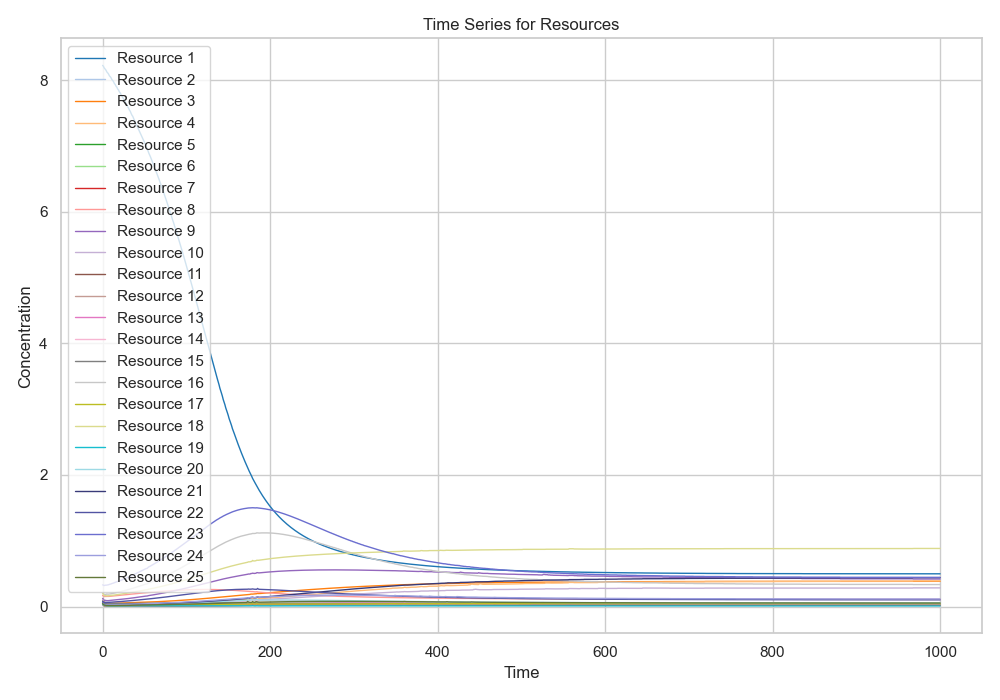 Time Series for Resources
Resource 1
Resource 2
Resource 3
Resource 4
Resource 5
Resource 6
Resource 7
Resource 8
Resource 9
Resource 10
Resource 11
Resource 12
Resource 13
Resource 14
Resource 15
Resource 16
Resource 17
Resource 18
Resource 19
Resource 20
Resource 21
Resource 22
Resource 23
Resource 24
Resource 25
Concentration
8
6
4
2
0
0 200 400 600 800 1000
Time